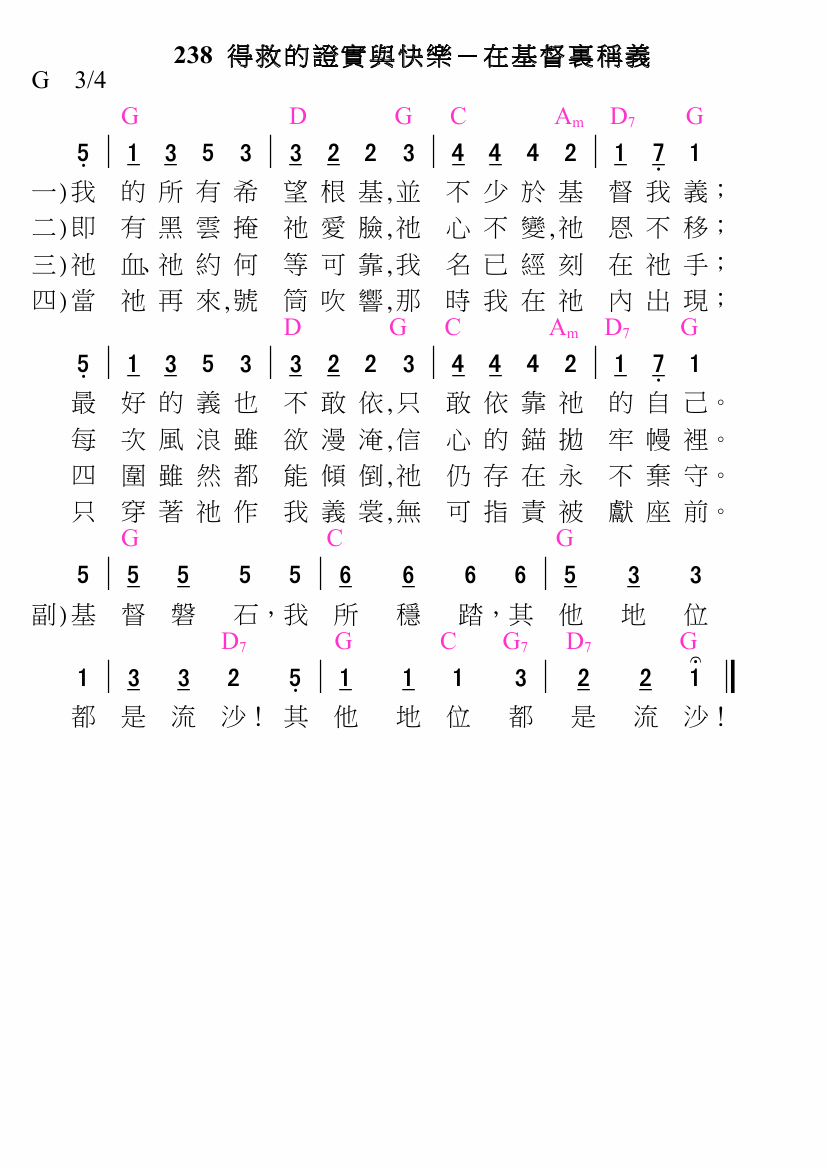 238 得救的證實與快樂－在基督裏稱義
G 3/4
G D G C Am D7 G
5 | 1 3 5 3 | 3 2 2 3 | 4 4 4 2 | 1 7 1
一)我 的 所 有 希 望 根 基,並 不 少 於 基 督 我 義；
二)即 有 黑 雲 掩 祂 愛 臉,祂 心 不 變,祂 恩 不 移；
三)祂 血、祂 約 何 等 可 靠,我 名 已 經 刻 在 祂 手；
四)當 祂 再 來,號 筒 吹 響,那 時 我 在 祂 內 出 現；
D G C Am D7 G
5 | 1 3 5 3 | 3 2 2 3 | 4 4 4 2 | 1 7 1
最 好 的 義 也 不 敢 依,只 敢 依 靠 祂 的 自 己。
每 次 風 浪 雖 欲 漫 淹,信 心 的 錨 拋 牢 幔 裡。
四 圍 雖 然 都 能 傾 倒,祂 仍 存 在 永 不 棄 守。
只 穿 著 祂 作 我 義 裳,無 可 指 責 被 獻 座 前。
G C G
5 | 5 5 5 5 | 6 6 6 6 | 5 3 3
副)基 督 磐 石，我 所 穩 踏，其 他 地 位
D7 G C G7 D7 G
1 | 3 3 2 5 | 1 1 1 3 | 2 2 1
都 是 流 沙！其 他 地 位 都 是 流 沙！